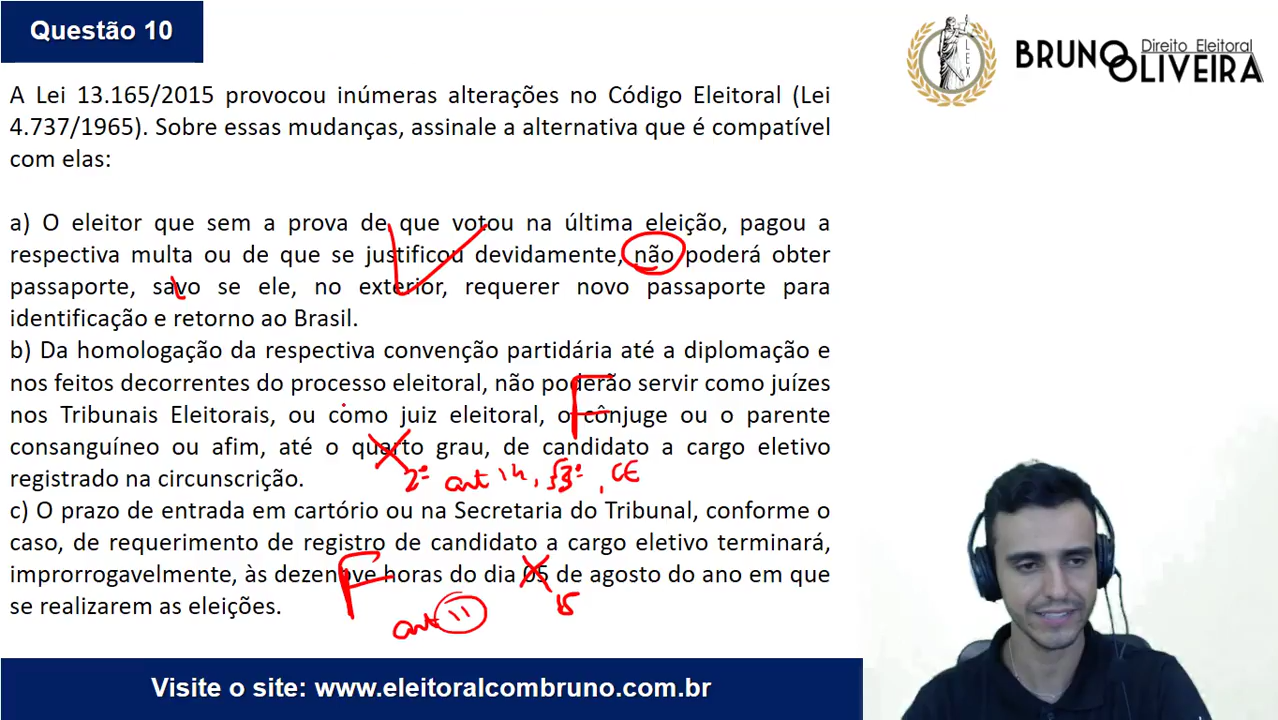 Questão 10
LEX
BRUNO Direito Eleitoral
OLIVEIRA
A Lei 13.165/2015 provocou inúmeras alterações no Código Eleitoral (Lei
4.737/1965). Sobre essas mudanças, assinale a alternativa que é compatível
com elas:
a) O eleitor que sem a prova de que votou na última eleição, pagou a
respectiva multa ou de que se justificou devidamente, não poderá obter
passaporte, savo se ele, no exterior, requerer novo passaporte para
identificação e retorno ao Brasil.
b) Da homologação da respectiva convenção partidária até a diplomação e
nos feitos decorrentes do processo eleitoral, não poderão servir como juízes
nos Tribunais Eleitorais, ou como juiz eleitoral, o cônjuge ou o parente
F
consanguíneo ou afim, até o quarto grau, de candidato a cargo eletivo
registrado na circunscrição.
2º art 14, §3º, CE
c) O prazo de entrada em cartório ou na Secretaria do Tribunal, conforme o
caso, de requerimento de registro de candidato a cargo eletivo terminará,
improrrogavelmente, às dezenove horas do dia 05 de agosto do ano em que
se realizarem as eleições.
F
15
art 11
Visite o site: www.eleitoralcombruno.com.br